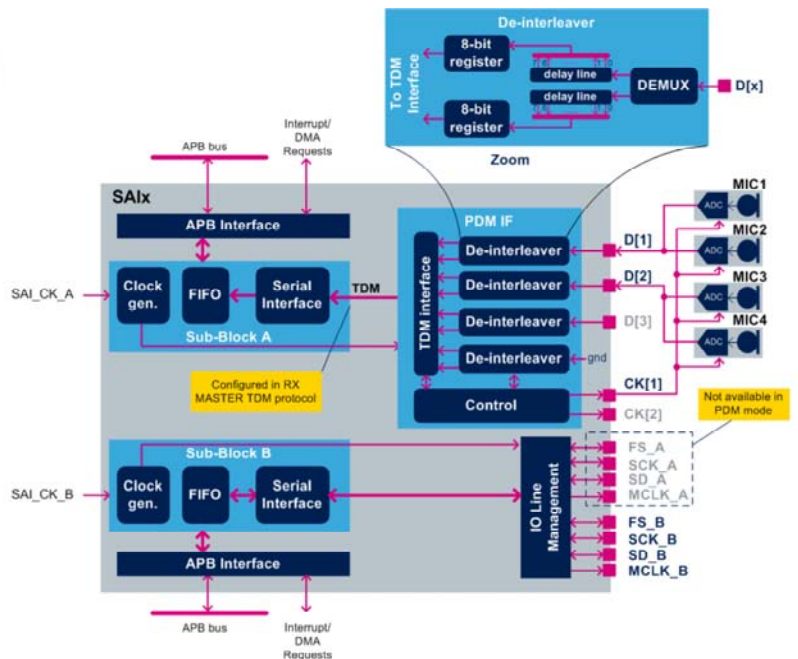 De-interleaver
To TDM
Interface
8-bit
register
delay line
DEMUX
D[x]
delay line
8-bit
register
Zoom
APB bus
Interrupt/
DMA
Requests
SAIx
APB Interface
PDM IF
MIC1
ADC
SAI_CK_A
Clock
gen.
FIFO
Serial
Interface
Sub-Block A
TDM
TDM interface
De-interleaver
D[1]
MIC2
ADC
De-interleaver
D[2]
MIC3
ADC
De-interleaver
D[3]
MIC4
ADC
De-interleaver
gnd
Configured in RX
MASTER TDM protocol
Control
CK[1]
CK[2]
Not available in
PDM mode
Sub-Block B
SAI_CK_B
Clock
gen.
FIFO
Serial
Interface
APB Interface
IO Line
Management
FS_A
SCK_A
SD_A
MCLK_A
FS_B
SCK_B
SD_B
MCLK_B
APB bus
Interrupt/
DMA
Requests